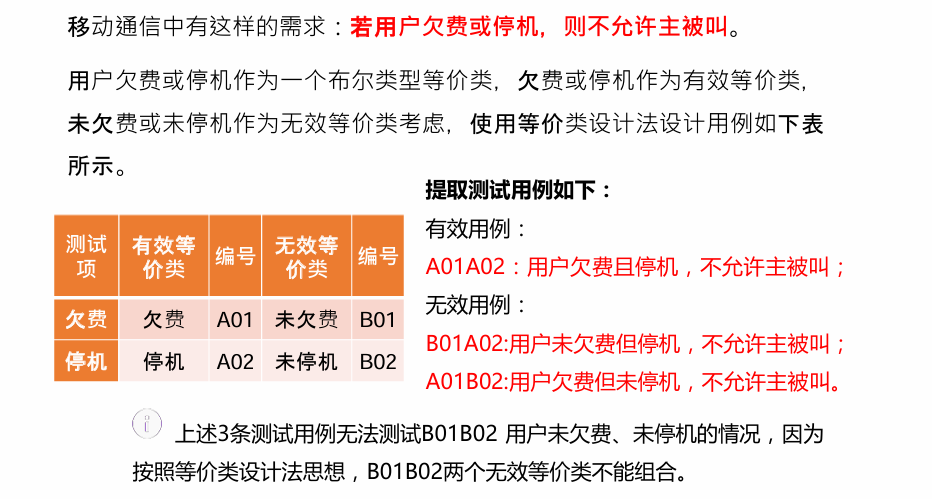 移动通信中有这样的需求：若用户欠费或停机，则不允许主被叫。
用户欠费或停机作为一个布尔类型等价类，欠费或停机作为有效等价类，
未欠费或未停机作为无效等价类考虑，使用等价类设计法设计用例如下表
所示。
测试项 有效等价类 编号 无效等价类 编号
欠费 欠费 A01 未欠费 B01
停机 停机 A02 未停机 B02
提取测试用例如下：
有效用例：
A01A02：用户欠费且停机，不允许主被叫；
无效用例：
B01A02:用户未欠费但停机，不允许主被叫；
A01B02:用户欠费但未停机，不允许主被叫。
上述3条测试用例无法测试B01B02 用户未欠费、未停机的情况，因为
按照等价类设计法思想，B01B02两个无效等价类不能组合。